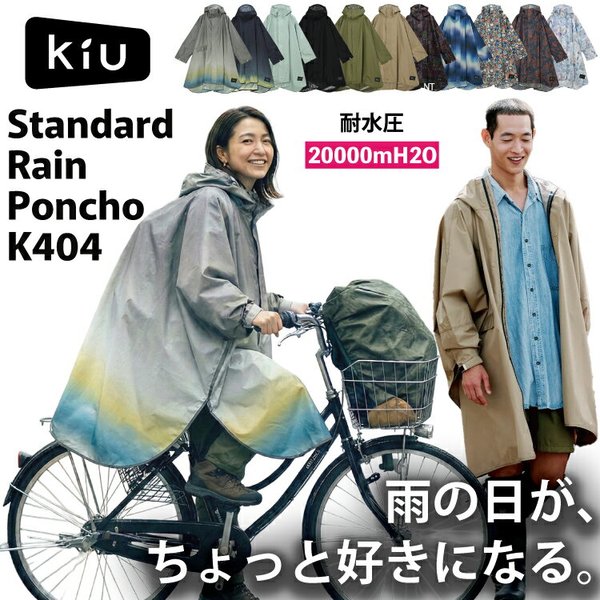 kiu
Standard
Rain
Poncho
K404
耐水圧
20000mH2O
NT
雨の日が、
ちょっと好きになる。